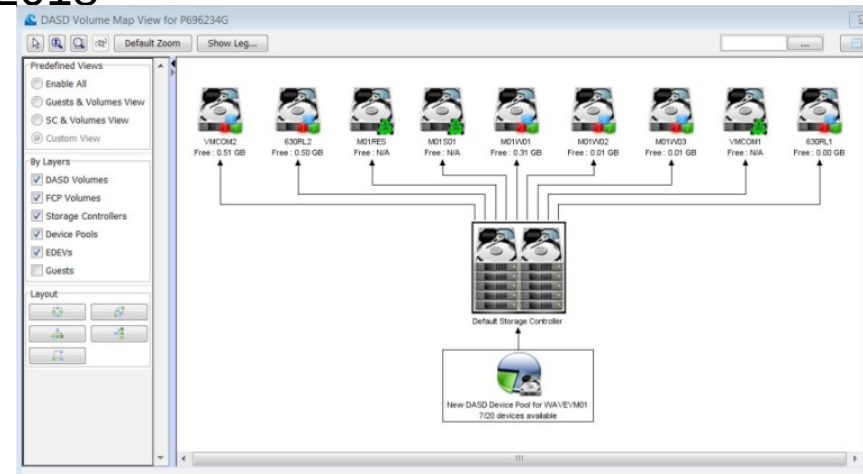 2018
DASD Volume Map View for P696234G
Default Zoom
Show Leg...
...
Predefined Views
Enable All
Guests & Volumes View
SC & Volumes View
Custom View
By Layers
DASD Volumes
FCP Volumes
Storage Controllers
Device Pools
EDEVs
Guests
Layout
VMCOM2
Free : 0.51 GB
630RL2
Free : 0.50 GB
M01RES
Free : N/A
M01S01
Free : N/A
M01W01
Free : 0.31 GB
M01W02
Free : 0.01 GB
M01W03
Free : 0.01 GB
VMCOM1
Free : N/A
630RL1
Free : 0.00 GB
Default Storage Controller
New DASD Device Pool for WAVEVM01
7/20 devices available